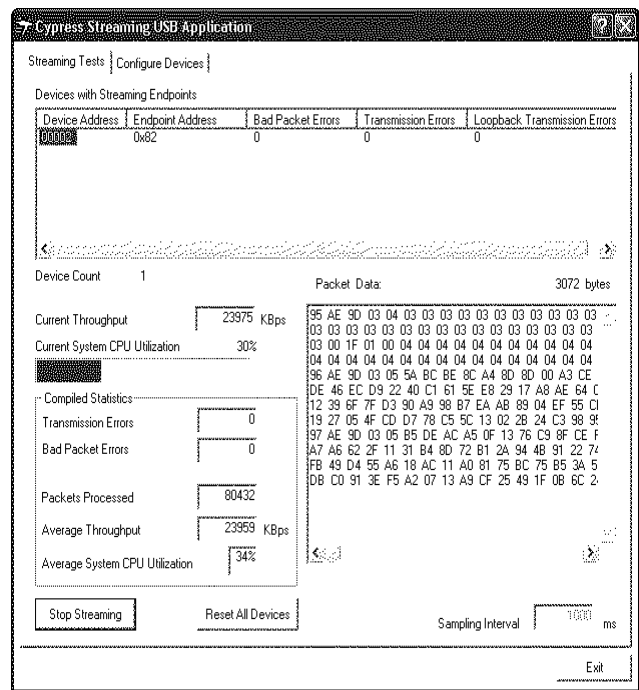 Cypress Streaming USB Application
Streaming Tests Configure Devices
Devices with Streaming Endpoints
Device Address Endpoint Address Bad Packet Errors Transmission Errors Loopback Transmission Errors
0x82 0 0 0
Device Count 1
Packet Data: 3072 bytes
Current Throughput 23975 KBps
Current System CPU Utilization 30%
Compiled Statistics
Transmission Errors 0
Bad Packet Errors 0
Packets Processed 80432
Average Throughput 23959 KBps
Average System CPU Utilization 34%
95 AE 9D 03 04 03 03 03 03 03 03 03 03
03 03 03 03 03 03 03 03 03 03 03 03 03
03 00 1F 01 00 04 04 04 04 04 04 04 04
04 04 04 04 04 04 04 04 04 04 04 04 04
96 AE 9D 03 05 5A BC BE 8C A4 8D 8D 00 A3 CE
DE 46 EC D9 22 40 C1 61 5E E8 29 17 A8 AE 64
12 39 6F 7F D3 90 A9 98 B7 EA AB 89 04 EF 55
19 27 05 4F CD D7 78 C5 5C 13 02 2B 24 C3 98
97 AE 9D 03 05 B5 DE AC A5 0F 13 76 C9 8F CE
A7 A6 62 2F 11 31 B4 8D 72 B1 2A 94 4B 91 22
FB 49 D4 55 A6 18 AC 11 A0 81 75 BC 75 B5 3A
DB C0 91 3E F5 A2 07 13 A9 CF 25 49 1F 0B 6C
Stop Streaming Reset All Devices
Sampling Interval 1000 ms
Exit